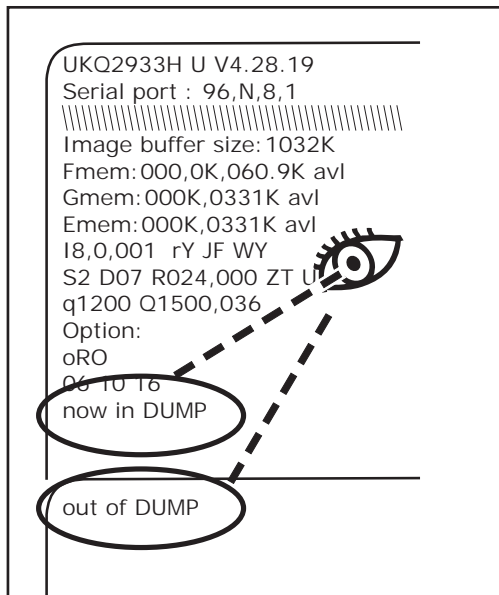 UKQ2933H U V4.28.19
Serial port : 96,N,8,1
\\\\\\\\\\\\\\\\\\\\\\\\\\\\\\\\\\\\\\\\\\\\\\\\\\\\
Image buffer size:1032K
Fmem:000,0K,060.9K avl
Gmem:000K,0331K avl
Emem:000K,0331K avl
I8,0,001 rY JF WY
S2 D07 R024,000 ZT U
q1200 Q1500,036
Option:
oRO
06 10 16
now in DUMP
out of DUMP